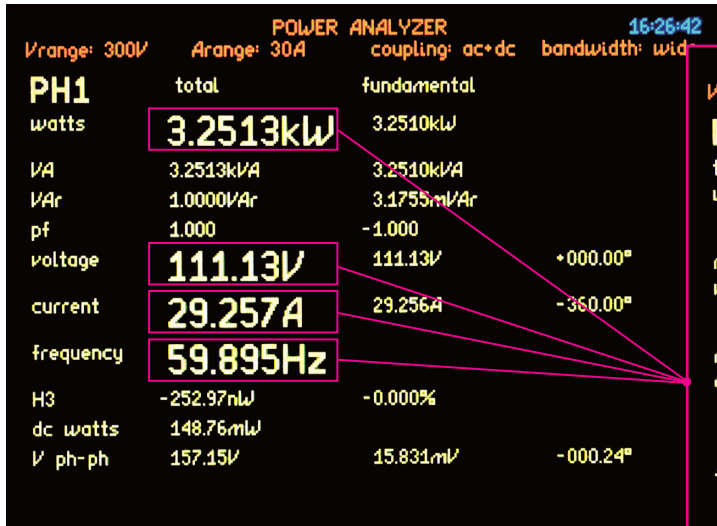 POWER ANALYZER 16:26:42
Vrange: 300V Arange: 30A coupling: ac+dc bandwidth: wide
PH1 total fundamental
watts 3.2513kW 3.2510kW
VA 3.2513kVA 3.2510kVA
VAr 1.0000VAr 3.1755mVAr
pf 1.000 -1.000
voltage 111.13V 111.13V +000.00°
current 29.257A 29.256A -360.00°
frequency 59.895Hz
H3 -252.97nW -0.000%
dc watts 148.76mW
V ph-ph 157.15V 15.831mV -000.24°